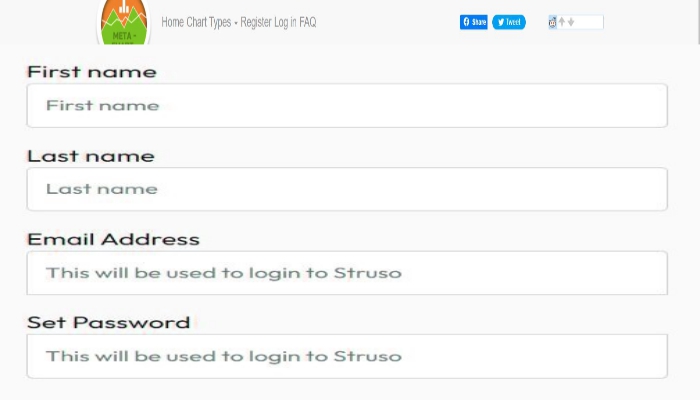 Home Chart Types Register Log in FAQ
Share
Tweet
META -
First name
First name
Last name
Last name
Email Address
This will be used to login to Struso
Set Password
This will be used to login to Struso